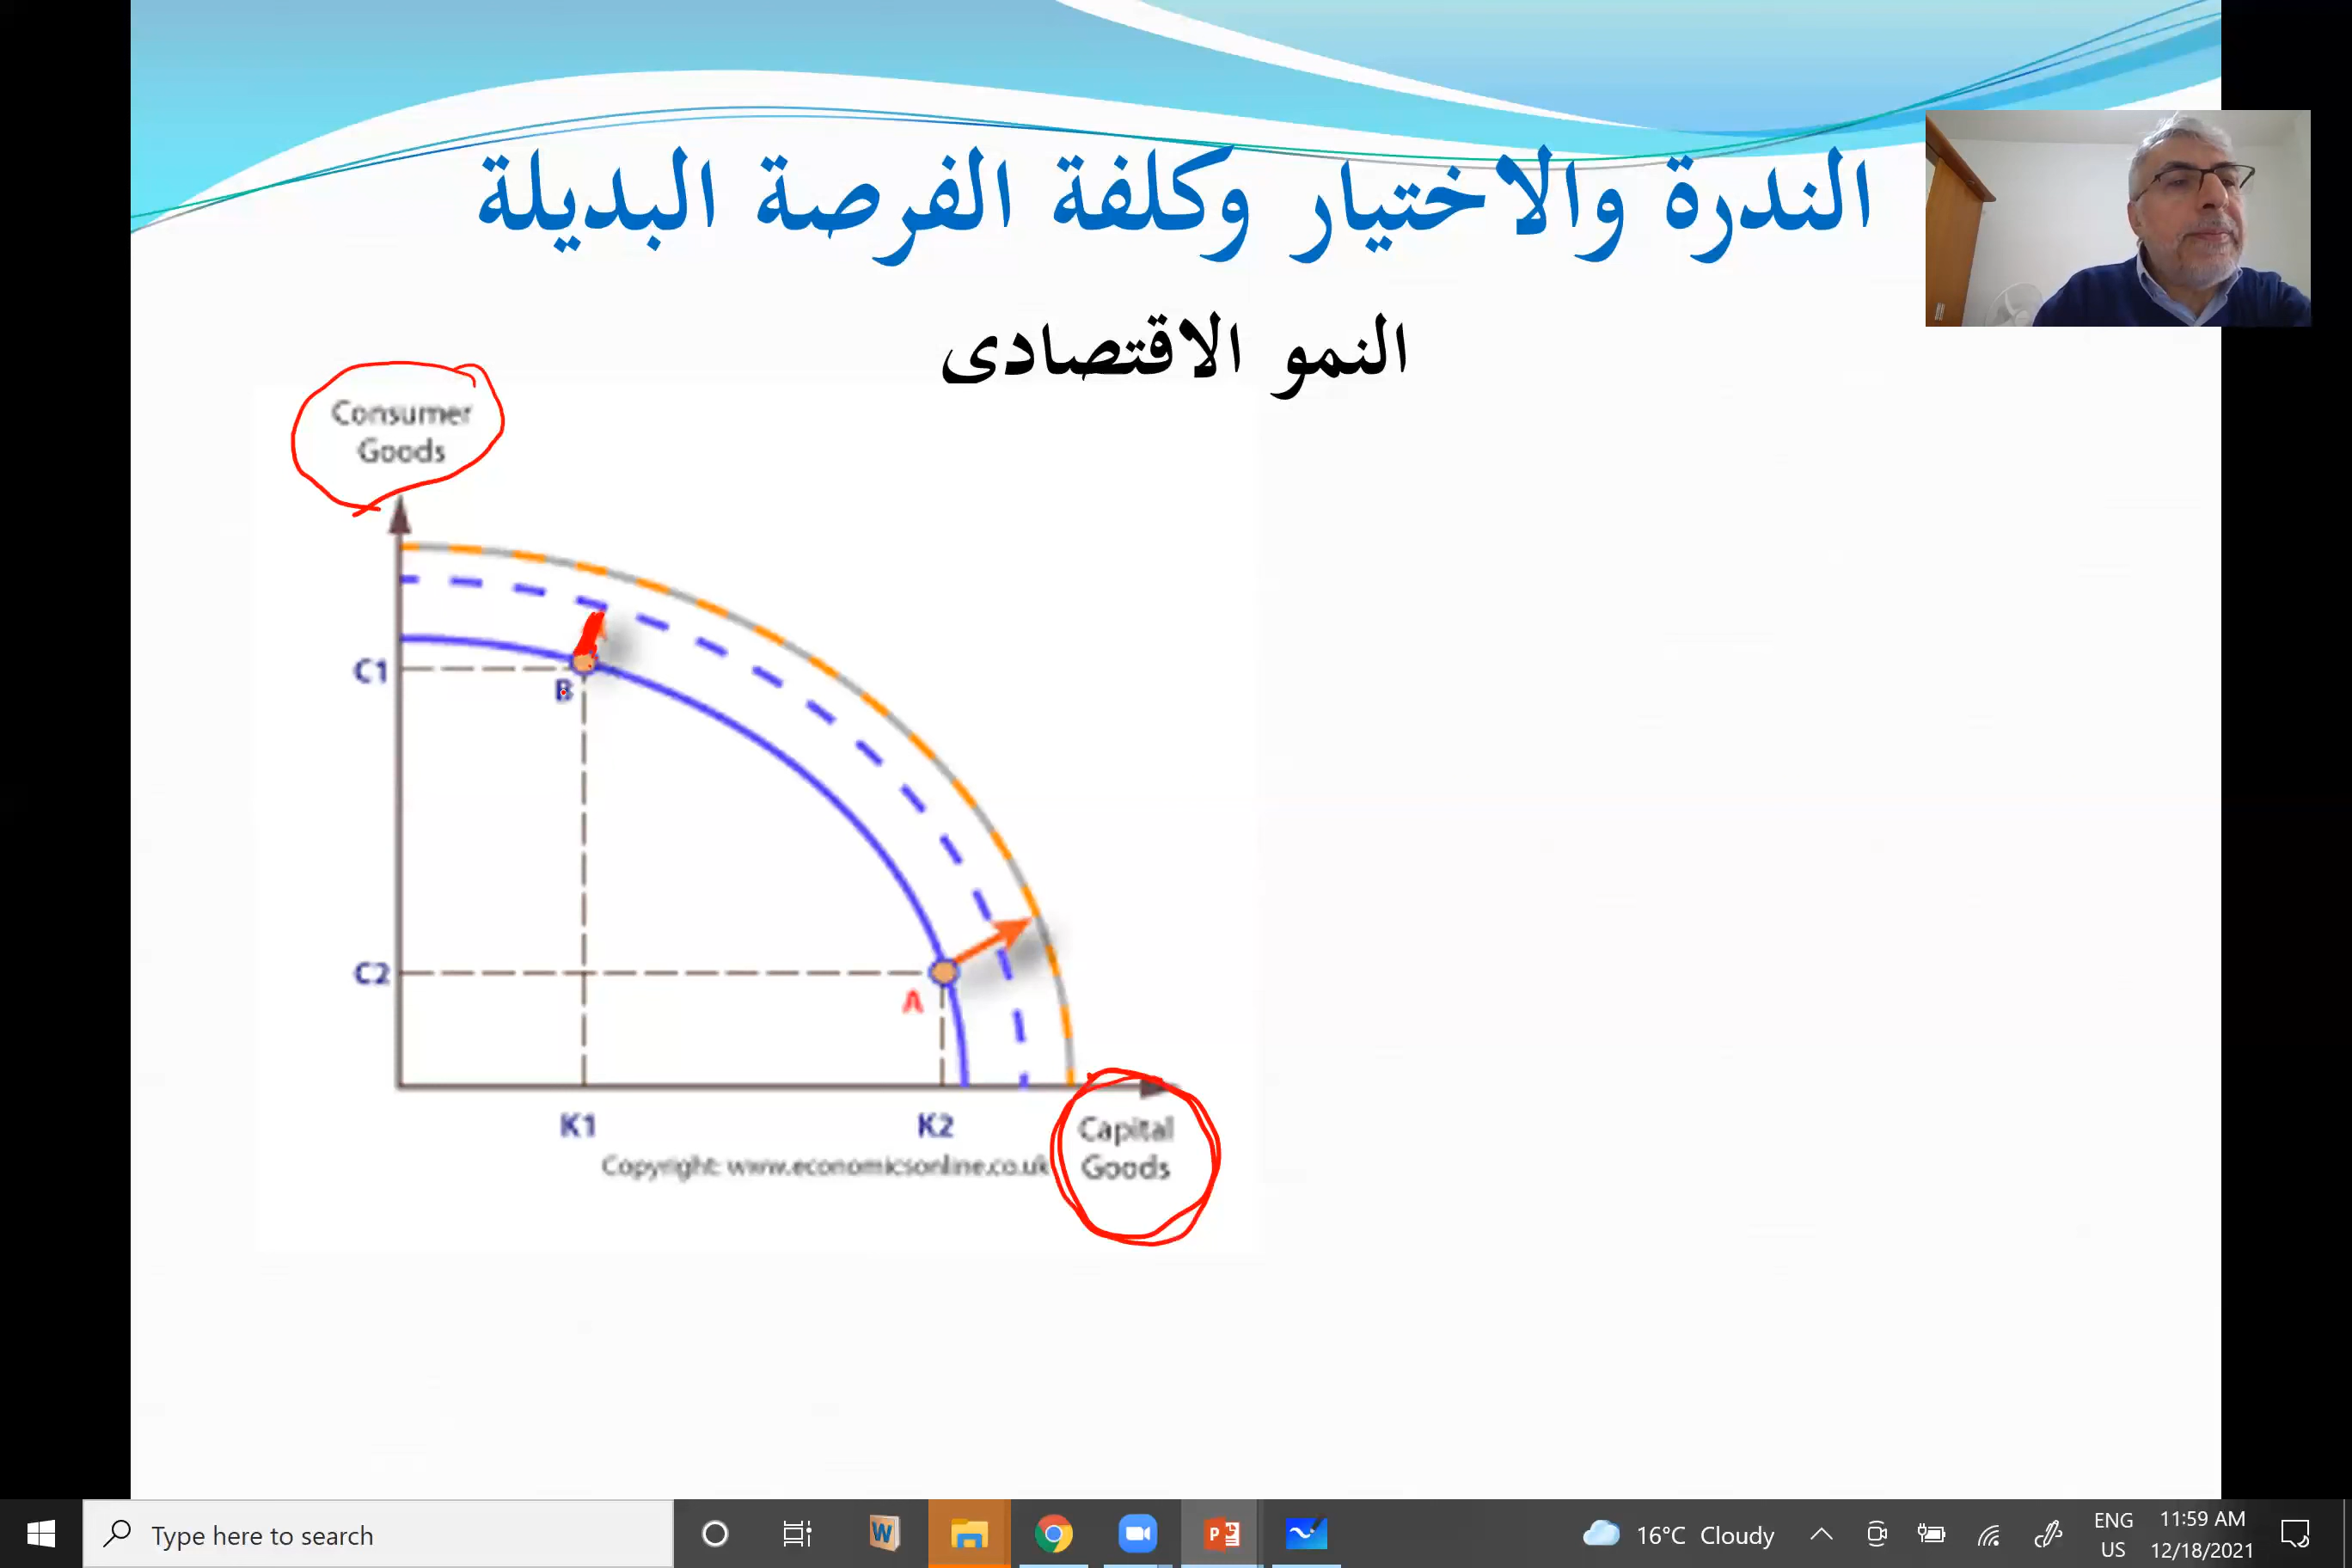 الندرة والاختيار وكلفة الفرصة البديلة
النمو الاقتصادى
Consumer
Goods
C1
B
C2
A
K1
K2
Capital
Goods
Copyright: www.economicsonline.co.uk
Type here to search
16°C Cloudy
ENG
US
11:59 AM
12/18/2021